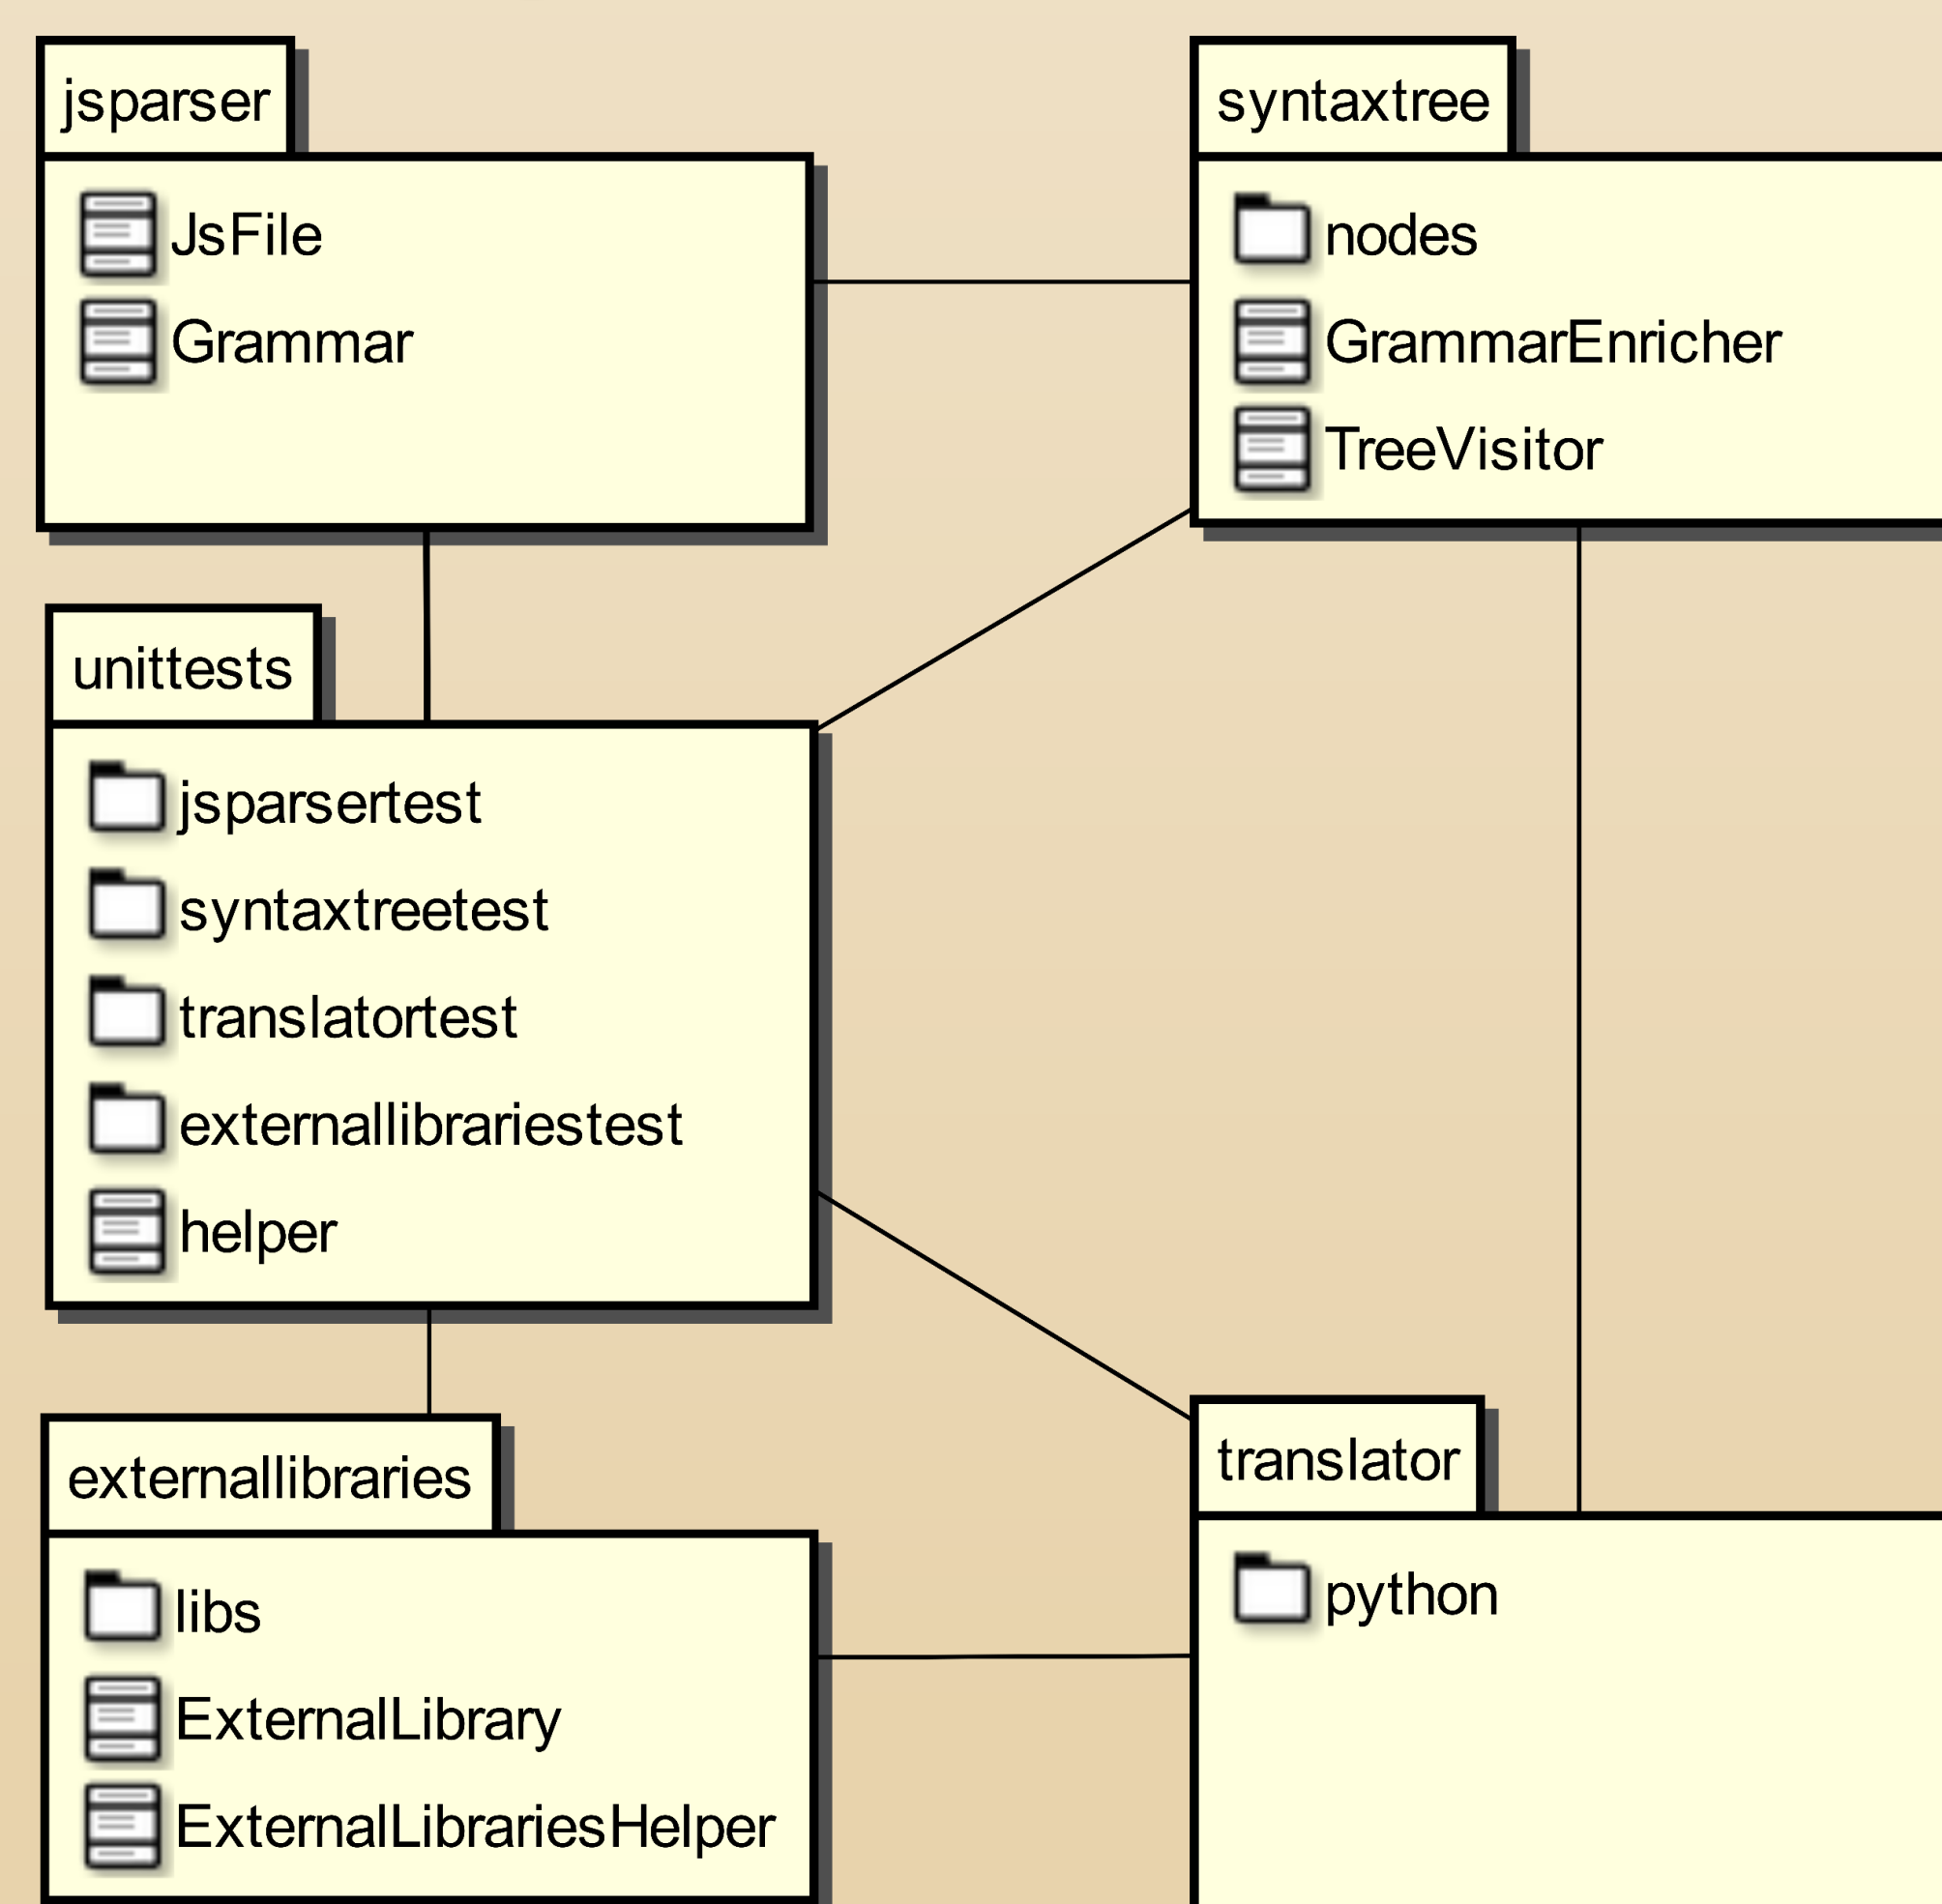 jsparser
JsFile
Grammar
syntaxtree
nodes
GrammarEnricher
TreeVisitor
unittests
jsparsertest
syntaxtreetest
translatortest
externallibrariestest
helper
externallibraries
libs
ExternalLibrary
ExternalLibrariesHelper
translator
python